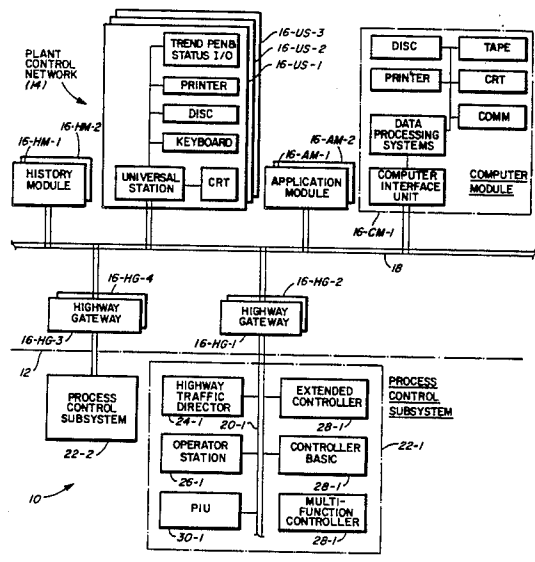 PLANT
CONTROL
NETWORK
(14)
TREND PENS
STATUS I/O
PRINTER
DISC
KEYBOARD
UNIVERSAL
STATION
CRT
16-US-3
16-US-2
16-US-1
16-HM-2
16-HM-1
HISTORY
MODULE
16-AM-2
16-AM-1
APPLICATION
MODULE
DISC
TAPE
PRINTER
CRT
COMM
DATA
PROCESSING
SYSTEMS
COMPUTER
INTERFACE
UNIT
COMPUTER
MODULE
16-CM-1
18
16-HG-4
HIGHWAY
GATEWAY
16-HG-3
16-HG-2
HIGHWAY
GATEWAY
16-HG-1
12
PROCESS
CONTROL
SUBSYSTEM
22-2
10
HIGHWAY
TRAFFIC
DIRECTOR
24-1
20-1
EXTENDED
CONTROLLER
28-1
PROCESS
CONTROL
SUBSYSTEM
22-1
OPERATOR
STATION
26-1
CONTROLLER
BASIC
28-1
PIU
30-1
MULTI-
FUNCTION
CONTROLLER
28-1